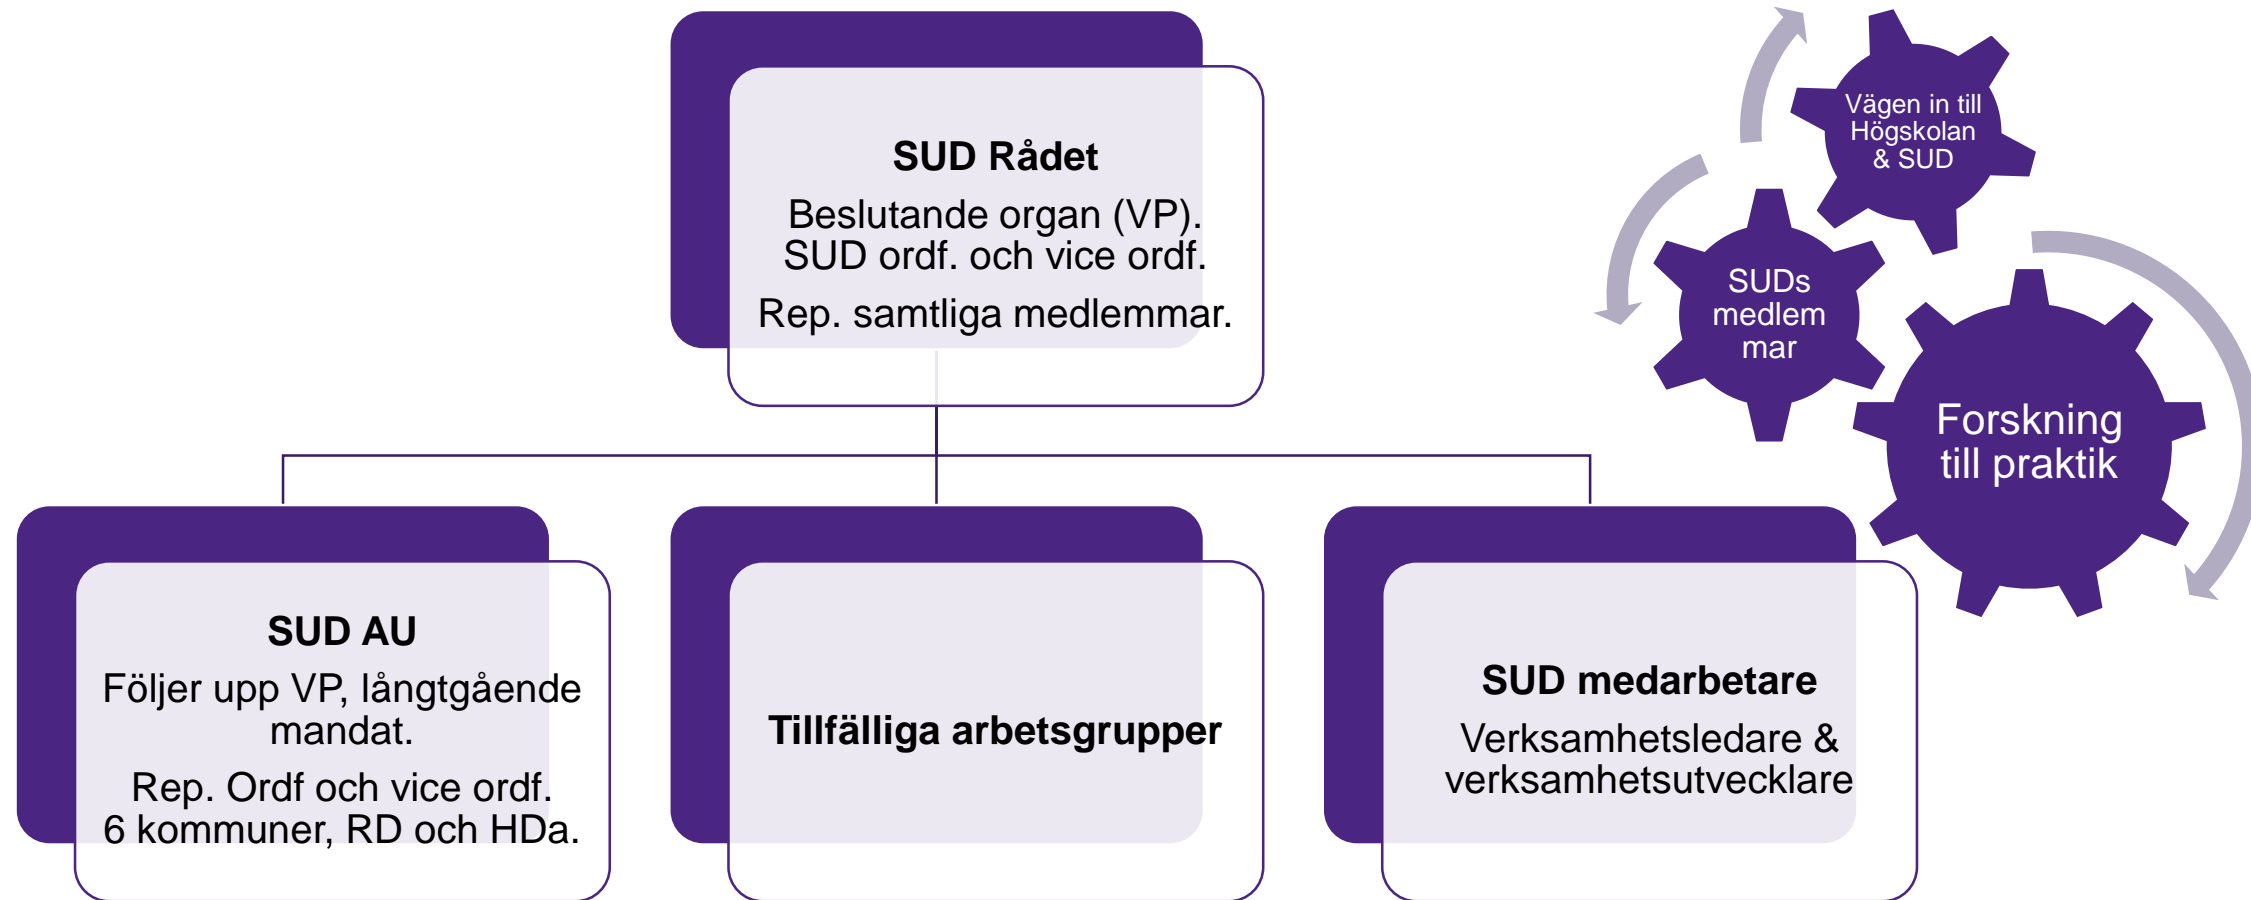 SUD Rådet
Beslutande organ (VP).
SUD ordf. och vice ordf.
Rep. samtliga medlemmar.
Vägen in till
Högskolan
& SUD
SUDs
medlem
mar
Forskning
till praktik
SUD AU
Följer upp VP, långtgående
mandat.
Rep. Ordf och vice ordf.
6 kommuner, RD och HDa.
Tillfälliga arbetsgrupper
SUD medarbetare
Verksamhetsledare &
verksamhetsutvecklare